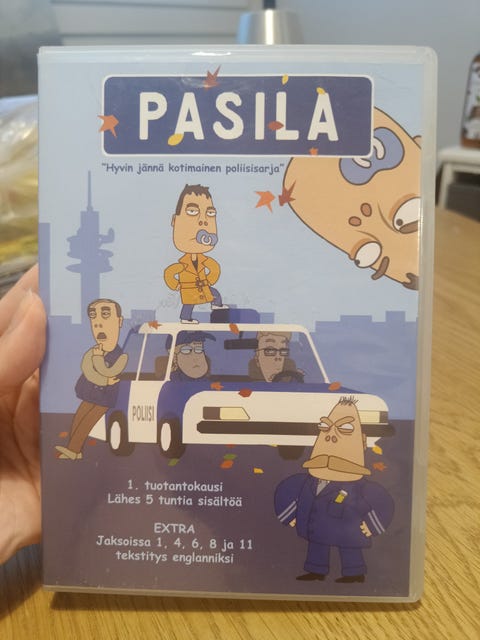 PASILA
"Hyvin jännä kotimainen poliisisarja"
POLIISI
1. tuotantokausi
Lähes 5 tuntia sisältöä
EXTRA
Jaksoissa 1, 4, 6, 8 ja 11
tekstitys englanniksi